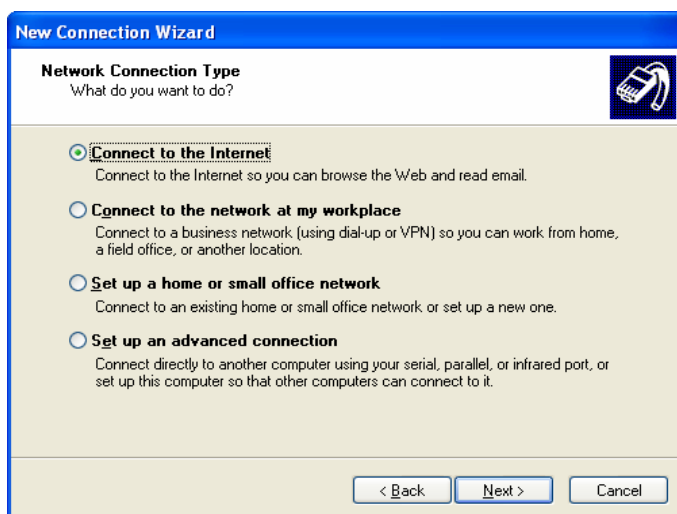 New Connection Wizard
Network Connection Type
What do you want to do?
Connect to the Internet
Connect to the Internet so you can browse the Web and read email.
Connect to the network at my workplace
Connect to a business network (using dial-up or VPN) so you can work from home,
a field office, or another location.
Set up a home or small office network
Connect to an existing home or small office network or set up a new one.
Set up an advanced connection
Connect directly to another computer using your serial, parallel, or infrared port, or
set up this computer so that other computers can connect to it.
< Back Next > Cancel